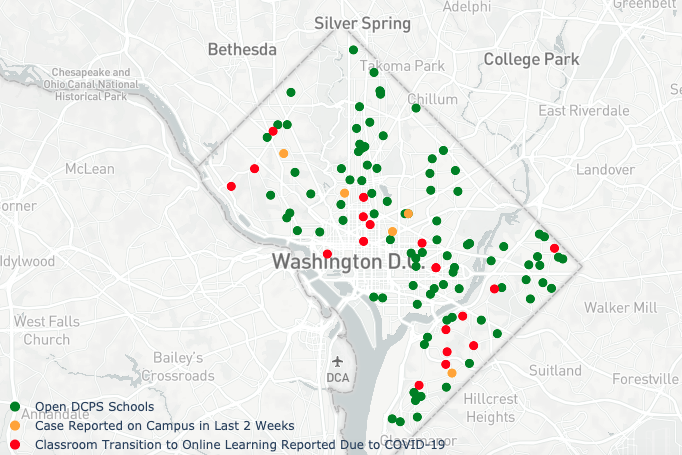 Adelphi
Greenbelt
Silver Spring
Bethesda
Takoma Park
College Park
Chesapeake and
Ohio Canal National
Historical Park
Chillum
East Riverdale
McLean
Landover
orner
Idylwood
Washington D.C.
Walker Mill
West Falls
Church
Bailey's
Crossroads
DCA
Suitland
Forestville
Hillcrest
Heights
Annandale
Open DCPS Schools
Case Reported on Campus in Last 2 Weeks
Glassmanor
Classroom Transition to Online Learning Reported Due to COVID-19